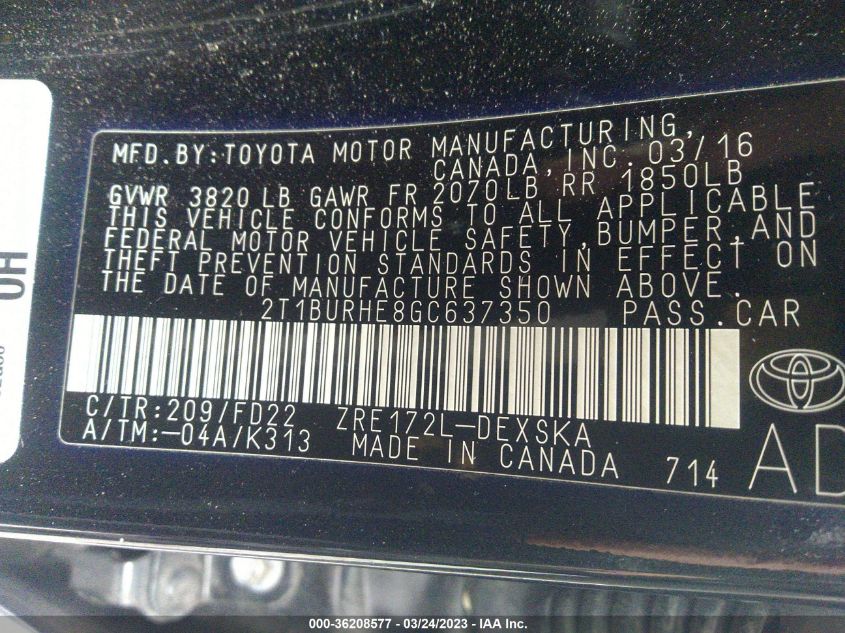 MFD.BY:TOYOTA MOTOR MANUFACTURING,
CANADA, INC. 03/16
GVWR 3820 LB GAWR FR 2070LB RR 1850LB
THIS VEHICLE CONFORMS TO ALL APPLICABLE
FEDERAL MOTOR VEHICLE SAFETY,BUMPER,AND
THEFT PREVENTION STANDARDS IN EFFECT ON
THE DATE OF MANUFACTURE SHOWN ABOVE.
2T1BURHE8GC637350 PASS.CAR
C/TR:209/FD22 ZRE172L-DEXSKA
A/TM:-04A/K313 MADE IN CANADA 714
AD
OH
000-36208577 - 03/24/2023 - IAA Inc.